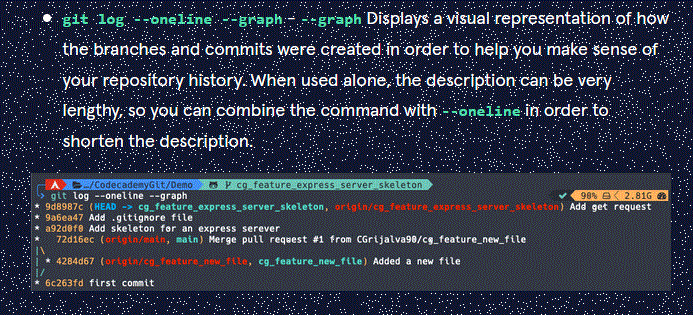 git log --oneline --graph – --graph Displays a visual representation of how
the branches and commits were created in order to help you make sense of
your repository history. When used alone, the description can be very
lengthy, so you can combine the command with --oneline in order to
shorten the description.
…/CodecademyGit/Demo cg_feature_express_server_skeleton
git log --oneline --graph 98% 2.81G
* 9d8e87c (HEAD -> cg_feature_express_server_skeleton, origin/cg_feature_express_server_skeleton) Add get request
* 9a6ea47 Add .gitignore file
* a92d0f0 Add skeleton for an express serever
* 72d16ec (origin/main, main) Merge pull request #1 from CGrijalva90/cg_feature_new_file
|\
| * 4284d67 (origin/cg_feature_new_file, cg_feature_new_file) Added a new file
|/
* 6c263fd first commit